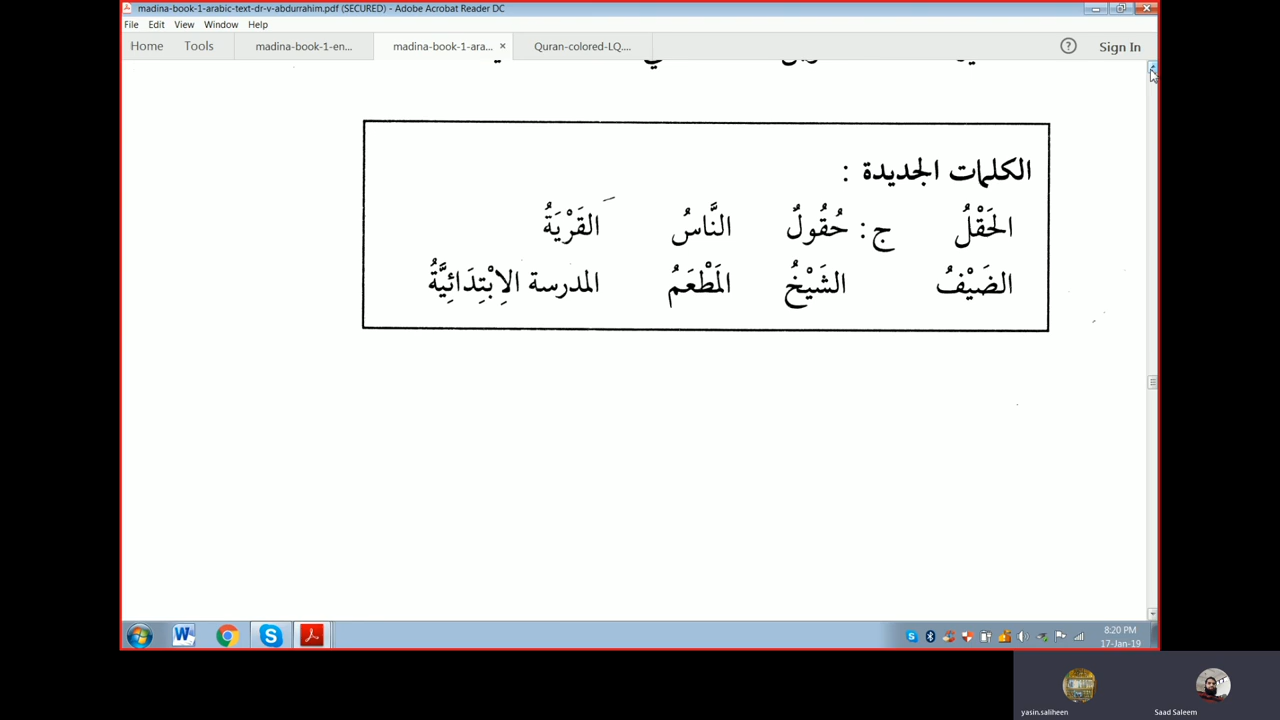 madina-book-1-arabic-text-dr-v-abdurrahim.pdf (SECURED) - Adobe Acrobat Reader DC
File Edit View Window Help
Home Tools madina-book-1-en... madina-book-1-ara... × Quran-colored-LQ.... ? Sign In
الكلمات الجديدة :
الحَقْلُ ج : حُقُولٌ النَّاسُ القَرْيَةُ
الضَيْفُ الشَيْخُ المَطْعَمُ المدرسة الاِبْتِدَائِيَّةُ
8:20 PM
17-Jan-19
yasin.saliheen Saad Saleem